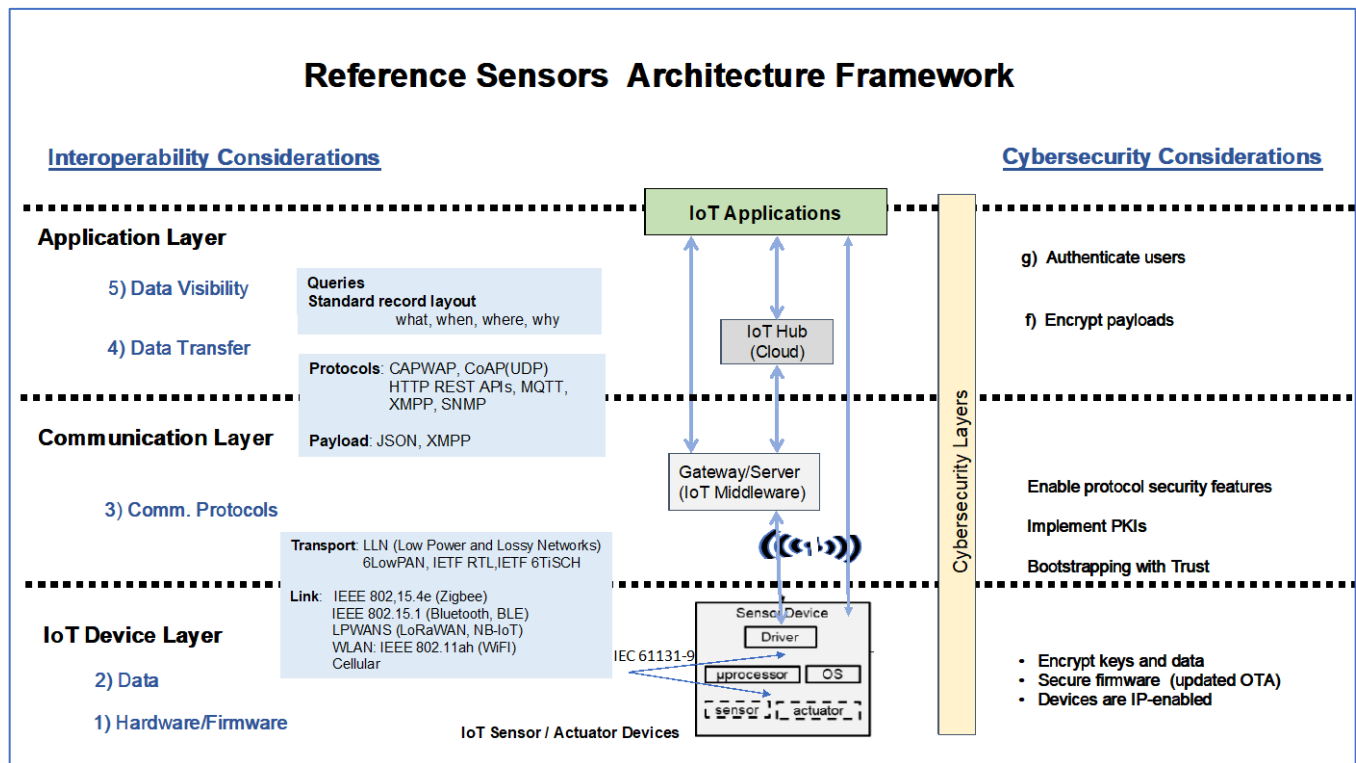 Reference Sensors Architecture Framework
Interoperability Considerations
Cybersecurity Considerations
IoT Applications
Application Layer
5) Data Visibility
Queries
Standard record layout
what, when, where, why
4) Data Transfer
Protocols: CAPWAP, CoAP(UDP)
HTTP REST APIs, MQTT,
XMPP, SNMP
Payload: JSON, XMPP
IoT Hub
(Cloud)
g) Authenticate users
f) Encrypt payloads
Communication Layer
Gateway/Server
(IoT Middleware)
3) Comm. Protocols
Transport: LLN (Low Power and Lossy Networks)
6LowPAN, IETF RTL,IETF 6TiSCH
Link: IEEE 802,15.4e (Zigbee)
IEEE 802.15.1 (Bluetooth, BLE)
LPWANS (LoRaWAN, NB-IoT)
WLAN: IEEE 802.11ah (WiFI)
Cellular
Cybersecurity Layers
Enable protocol security features
Implement PKIs
Bootstrapping with Trust
IoT Device Layer
2) Data
1) Hardware/Firmware
IEC 61131-9
Sensor Device
Driver
µprocessor
OS
sensor
actuator
IoT Sensor / Actuator Devices
• Encrypt keys and data
• Secure firmware (updated OTA)
• Devices are IP-enabled